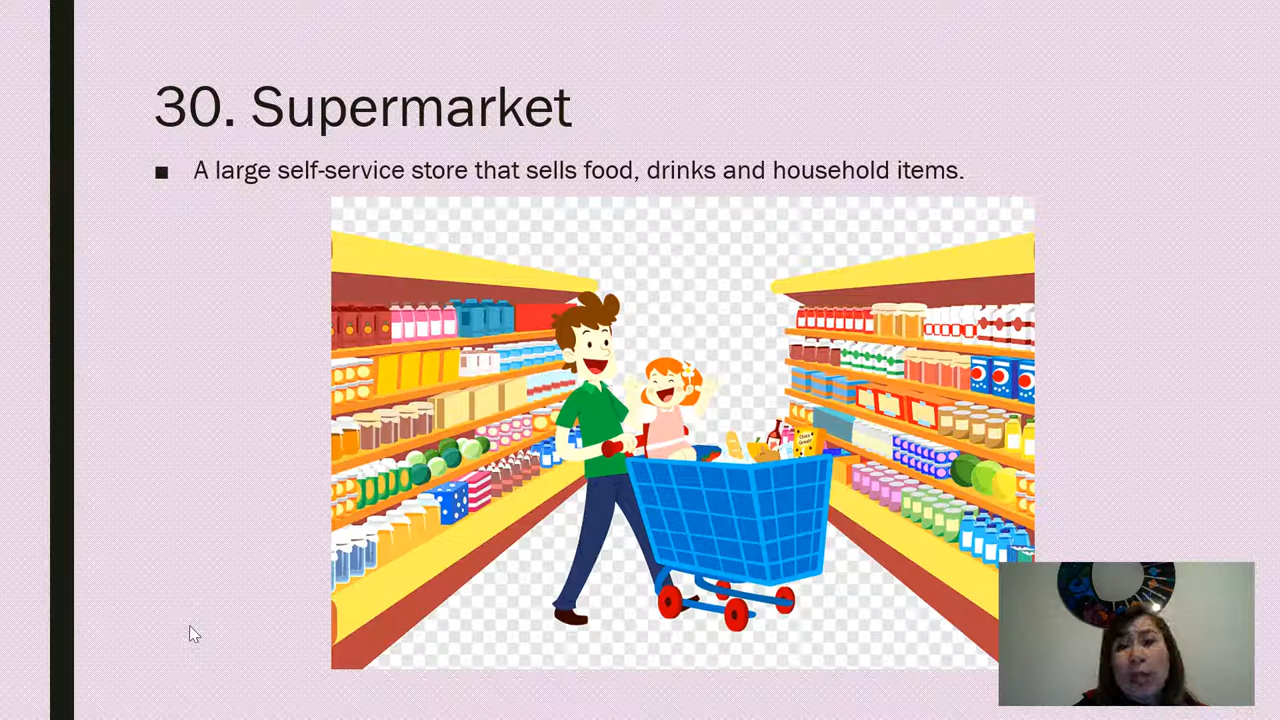 30. Supermarket
A large self-service store that sells food, drinks and household items.